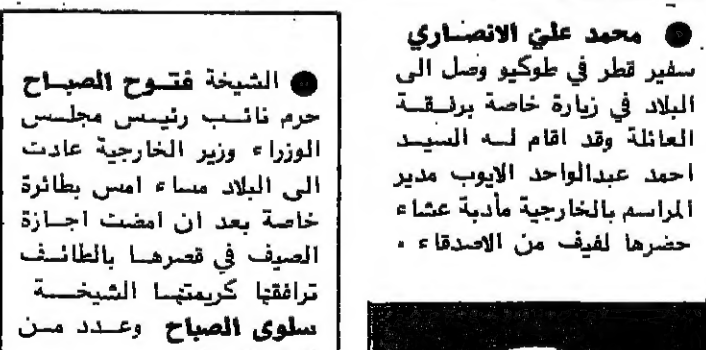 ● محمد علي الانصاري
سفير قطر في طوكيو وصل الى
البلاد في زيارة خاصة برفقة
العائلة وقد اقام له السيد
احمد عبدالواحد الايوب مدير
المراسم بالخارجية مأدبة عشاء
حضرها لفيف من الاصدقاء .
● الشيخة فتوح الصباح
حرم نائب رئيس مجلس
الوزراء وزير الخارجية عادت
الى البلاد مساء امس بطائرة
خاصة بعد ان امضت اجازة
الصيف في قصرها بالطائف
ترافقها كريمتها الشيخة
سلوى الصباح وعدد من